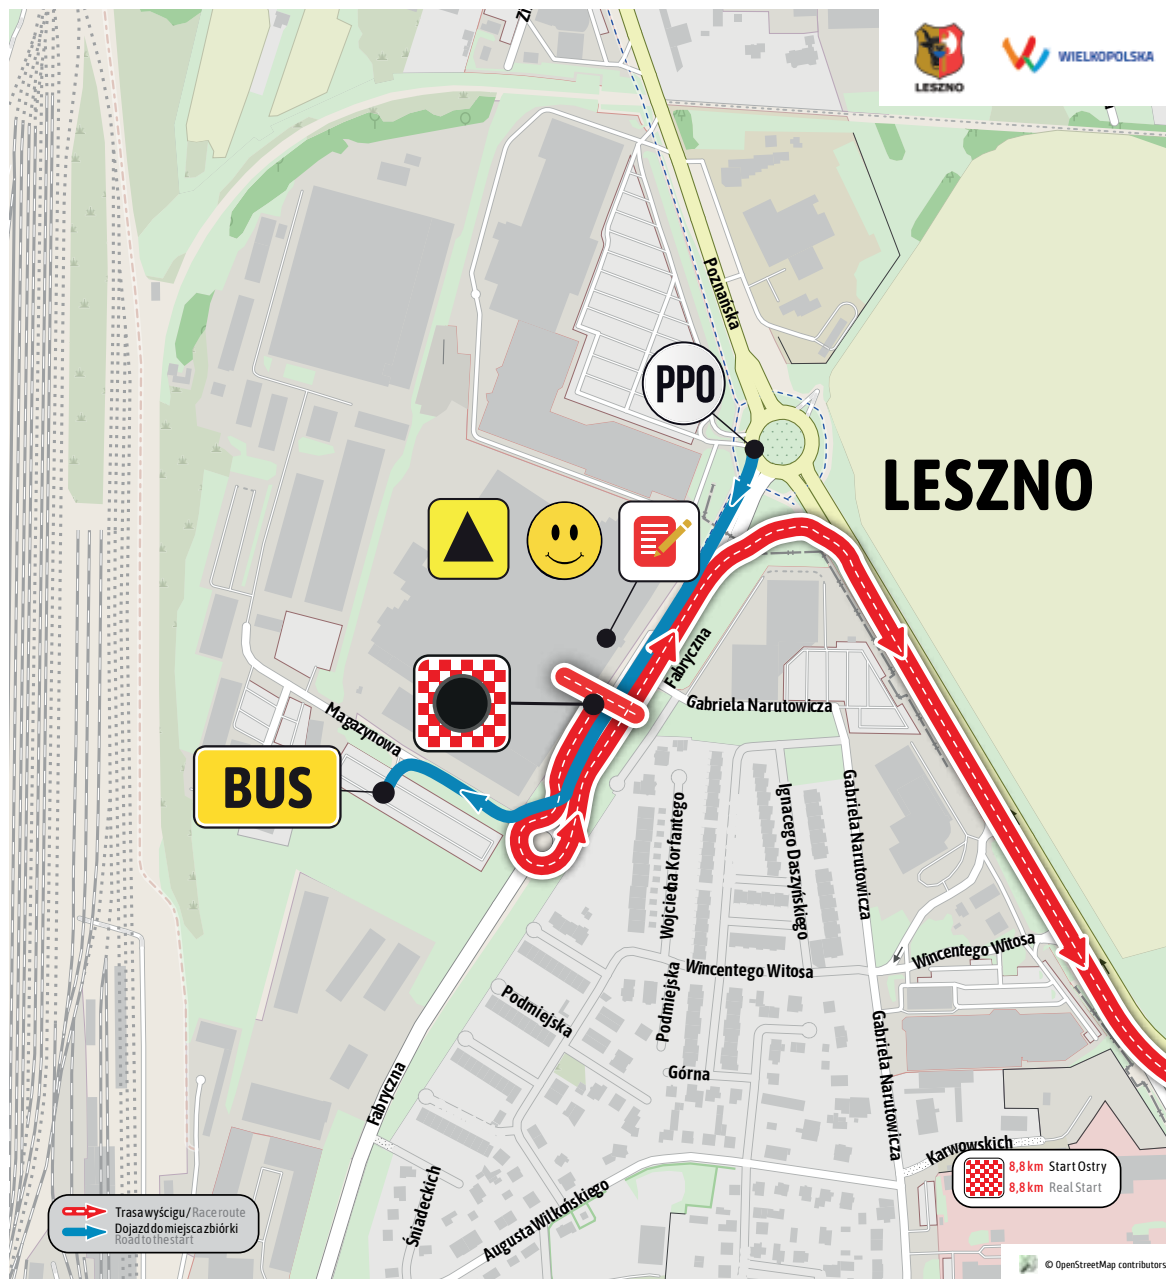 LESZNO
WIELKOPOLSKA
Poznańska
PPO
LESZNO
Fabryczna
Gabriela Narutowicza
Magazynowa
BUS
Gabriela Narutowicza
Ignacego Daszyńskiego
Wojciecha Korfantego
Wincentego Witosa
Wincentego Witosa
Podmiejska
Podmiejska
Górna
Gabriela Narutowicza
Fabryczna
Karwowskich
Śniadeckich
Augusta Wilkońskiego
8,8 km Start Ostry
8,8 km Real Start
Trasa wyścigu / Race route
Dojazd do miejsca zbiórki
Road to the start
© OpenStreetMap contributors